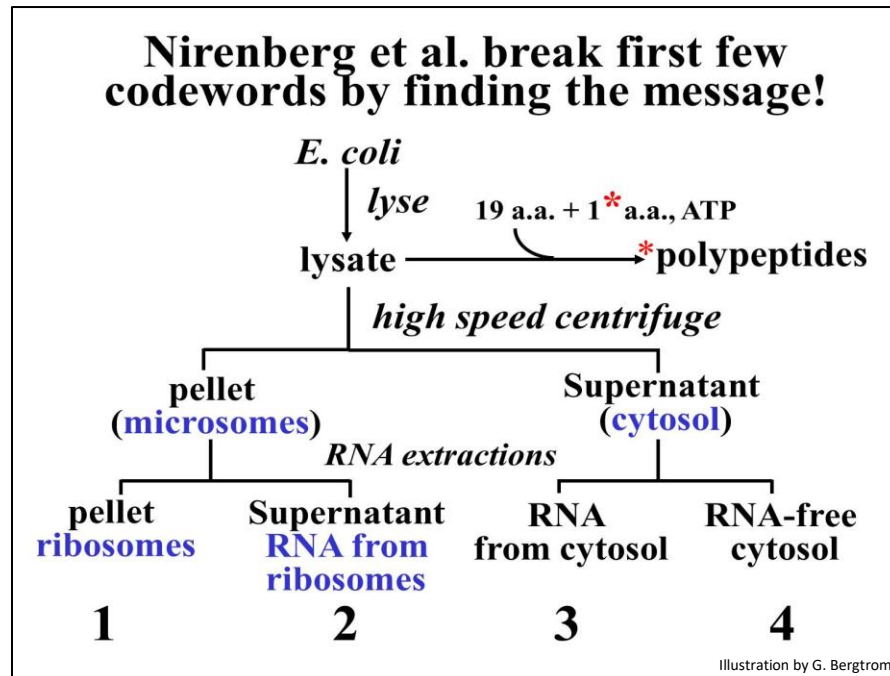 Nirenberg et al. break first few
codewords by finding the message!
E. coli
lyse
19 a.a. + 1*a.a., ATP
lysate
*polypeptides
high speed centrifuge
pellet
(microsomes)
Supernatant
(cytosol)
RNA extractions
pellet
ribosomes
Supernatant
RNA from
ribosomes
RNA
from cytosol
RNA-free
cytosol
1
2
3
4
Illustration by G. Bergtrom